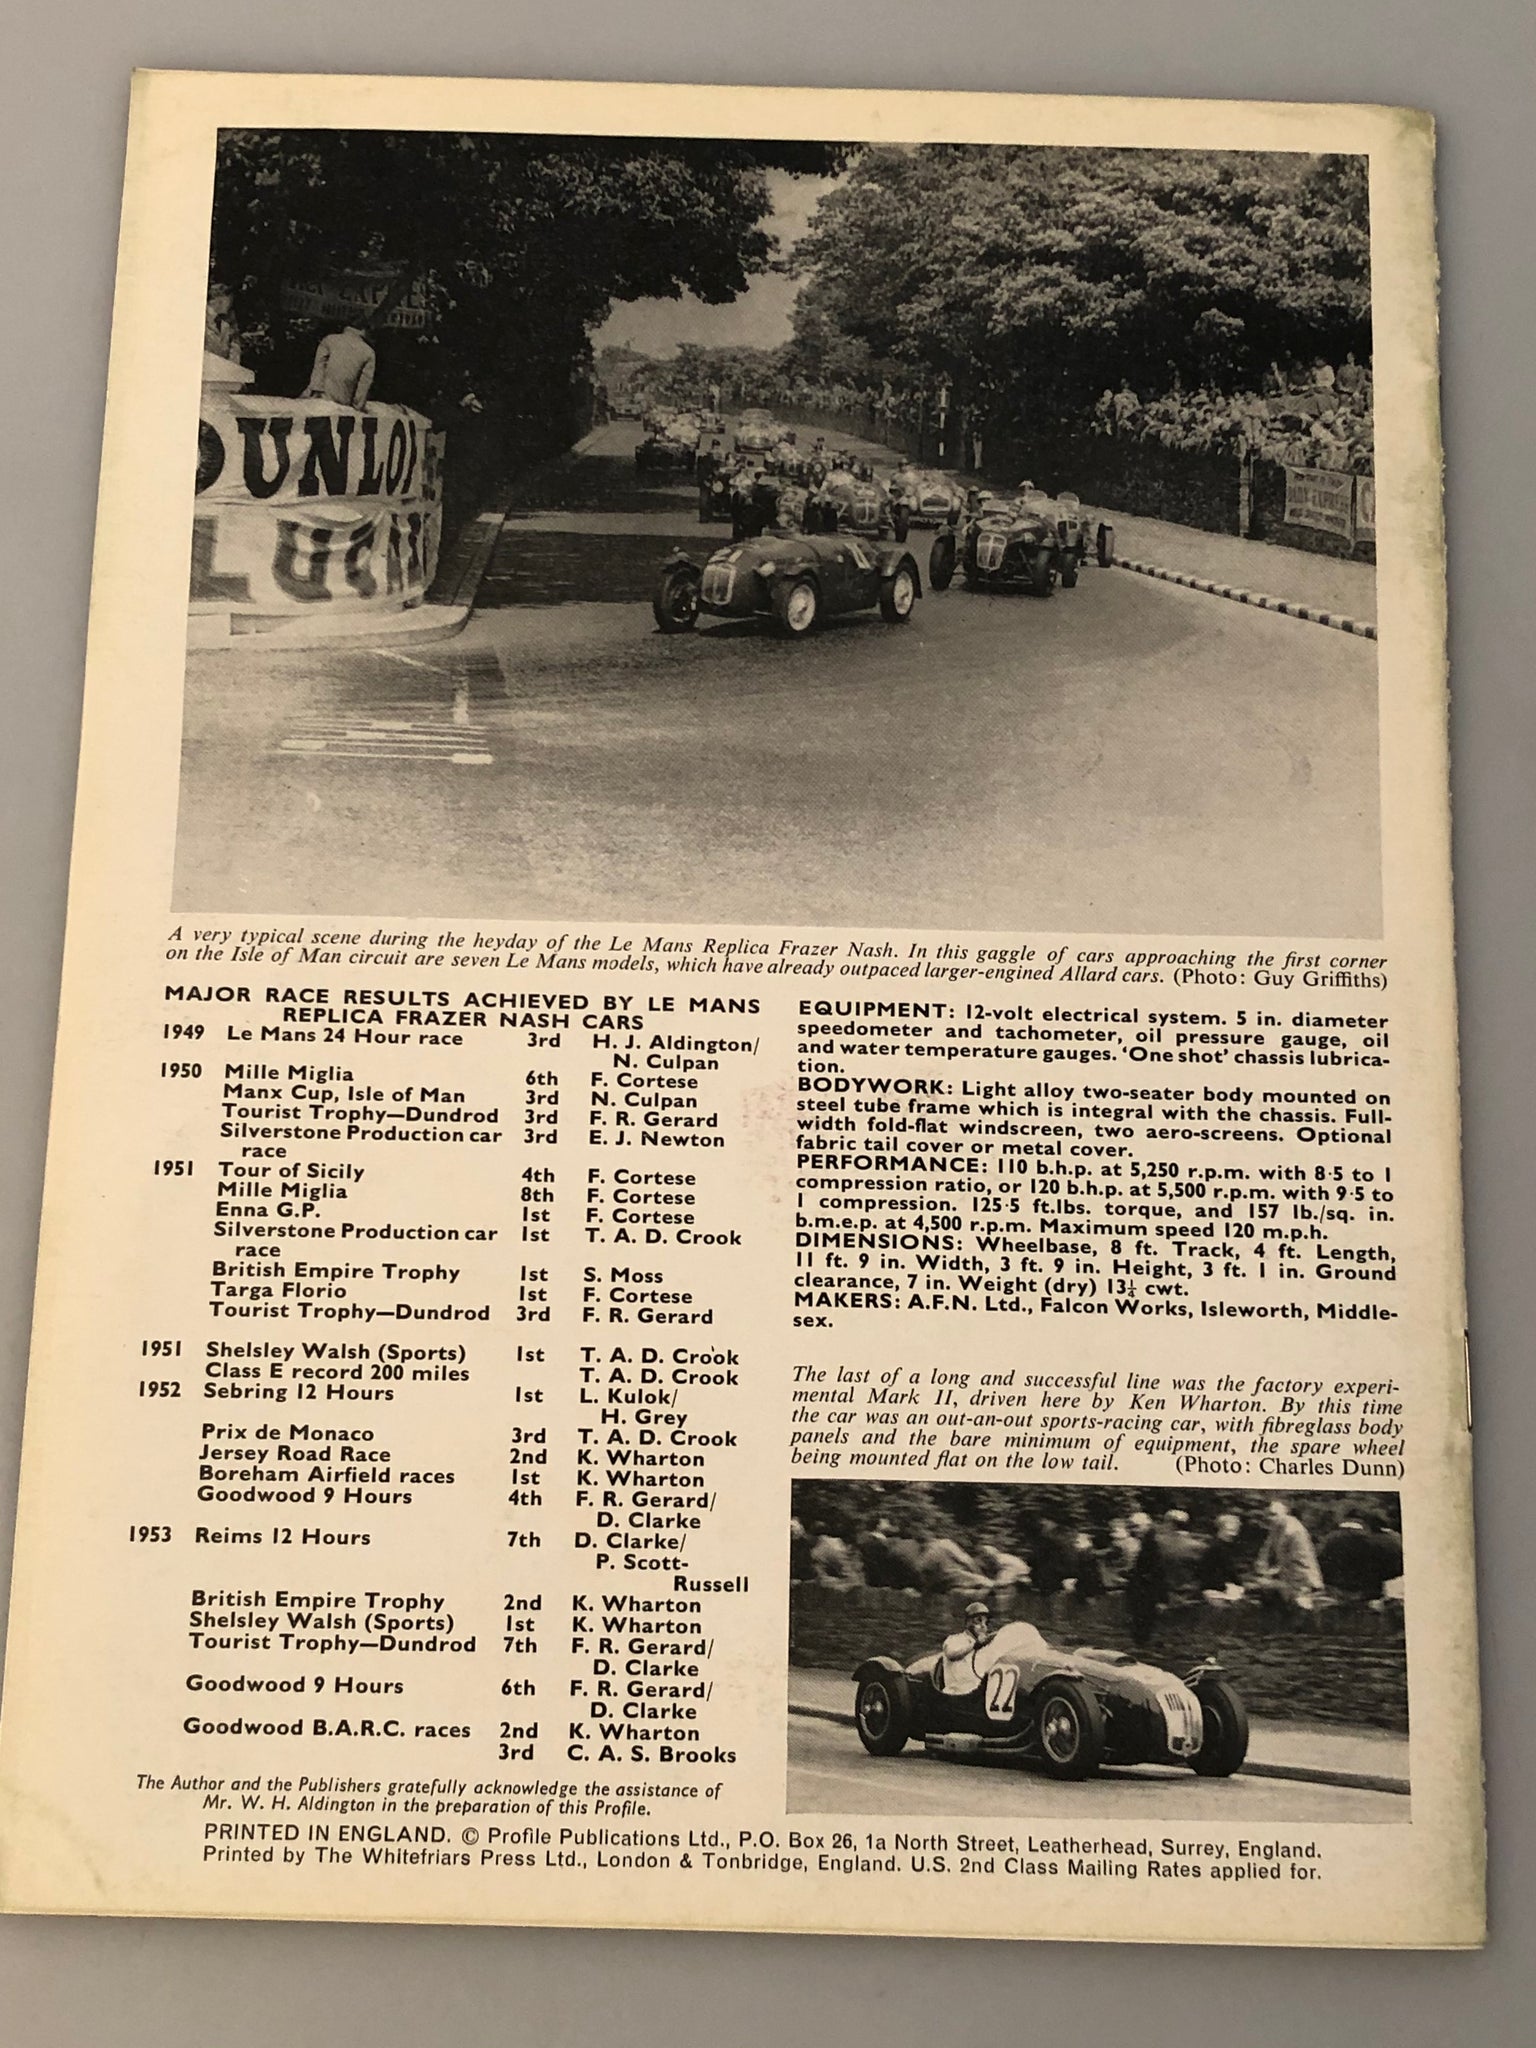 DUNLOP
A very typical scene during the heyday of the Le Mans Replica Frazer Nash. In this gaggle of cars approaching the first corner
on the Isle of Man circuit are seven Le Mans models, which have already outpaced larger-engined Allard cars. (Photo: Guy Griffiths)
MAJOR RACE RESULTS ACHIEVED BY LE MANS
REPLICA FRAZER NASH CARS
1949 Le Mans 24 Hour race 3rd H. J. Aldington/
N. Culpan
1950 Mille Miglia 6th F. Cortese
Manx Cup, Isle of Man 3rd N. Culpan
Tourist Trophy—Dundrod 3rd F. R. Gerard
Silverstone Production car 3rd E. J. Newton
race
1951 Tour of Sicily 4th F. Cortese
Mille Miglia 8th F. Cortese
Enna G.P. 1st F. Cortese
Silverstone Production car 1st T. A. D. Crook
race
British Empire Trophy 1st S. Moss
Targa Florio 1st F. Cortese
Tourist Trophy—Dundrod 3rd F. R. Gerard
1951 Shelsley Walsh (Sports) 1st T. A. D. Crook
Class E record 200 miles T. A. D. Crook
1952 Sebring 12 Hours 1st L. Kulok/
H. Grey
Prix de Monaco 3rd T. A. D. Crook
Jersey Road Race 2nd K. Wharton
Boreham Airfield races 1st K. Wharton
Goodwood 9 Hours 4th F. R. Gerard/
D. Clarke
1953 Reims 12 Hours 7th D. Clarke/
P. Scott-
Russell
British Empire Trophy 2nd K. Wharton
Shelsley Walsh (Sports) 1st K. Wharton
Tourist Trophy—Dundrod 7th F. R. Gerard/
D. Clarke
Goodwood 9 Hours 6th F. R. Gerard/
D. Clarke
Goodwood B.A.R.C. races 2nd K. Wharton
3rd C. A. S. Brooks
The Author and the Publishers gratefully acknowledge the assistance of
Mr. W. H. Aldington in the preparation of this Profile.
EQUIPMENT: 12-volt electrical system. 5 in. diameter
speedometer and tachometer, oil pressure gauge, oil
and water temperature gauges. 'One shot' chassis lubrica-
tion.
BODYWORK: Light alloy two-seater body mounted on
steel tube frame which is integral with the chassis. Full-
width fold-flat windscreen, two aero-screens. Optional
fabric tail cover or metal cover.
PERFORMANCE: 110 b.h.p. at 5,250 r.p.m. with 8·5 to 1
compression ratio, or 120 b.h.p. at 5,500 r.p.m. with 9·5 to
1 compression. 125·5 ft.lbs. torque, and 157 lb./sq. in.
b.m.e.p. at 4,500 r.p.m. Maximum speed 120 m.p.h.
DIMENSIONS: Wheelbase, 8 ft. Track, 4 ft. Length,
11 ft. 9 in. Width, 3 ft. 9 in. Height, 3 ft. 1 in. Ground
clearance, 7 in. Weight (dry) 13¼ cwt.
MAKERS: A.F.N. Ltd., Falcon Works, Isleworth, Middle-
sex.
The last of a long and successful line was the factory experi-
mental Mark II, driven here by Ken Wharton. By this time
the car was an out-an-out sports-racing car, with fibreglass body
panels and the bare minimum of equipment, the spare wheel
being mounted flat on the low tail. (Photo: Charles Dunn)
22
PRINTED IN ENGLAND. © Profile Publications Ltd., P.O. Box 26, 1a North Street, Leatherhead, Surrey, England.
Printed by The Whitefriars Press Ltd., London & Tonbridge, England. U.S. 2nd Class Mailing Rates applied for.